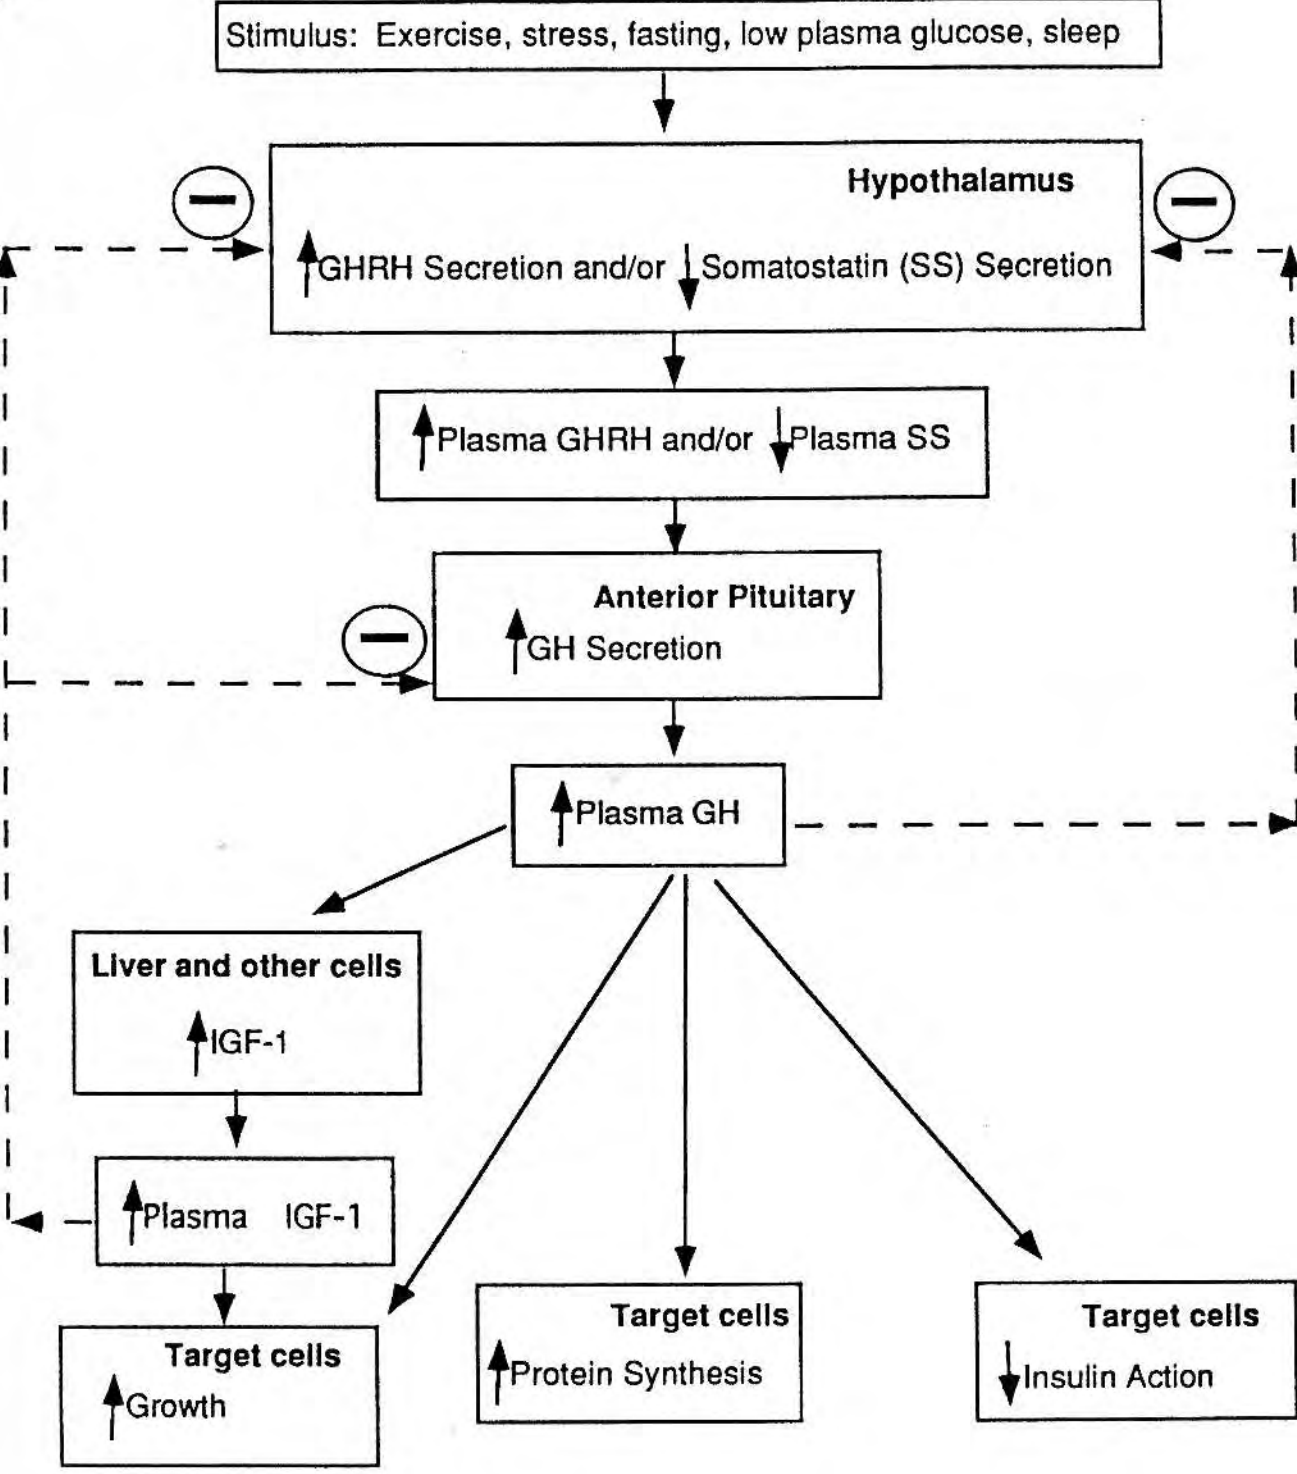 Stimulus: Exercise, stress, fasting, low plasma glucose, sleep
Hypothalamus
GHRH Secretion and/or ↓ Somatostatin (SS) Secretion
↑ Plasma GHRH and/or ↓ Plasma SS
Anterior Pituitary
↑ GH Secretion
↑ Plasma GH
Liver and other cells
↑ IGF-1
↑ Plasma IGF-1
Target cells
↑ Growth
Target cells
↑ Protein Synthesis
Target cells
↓ Insulin Action